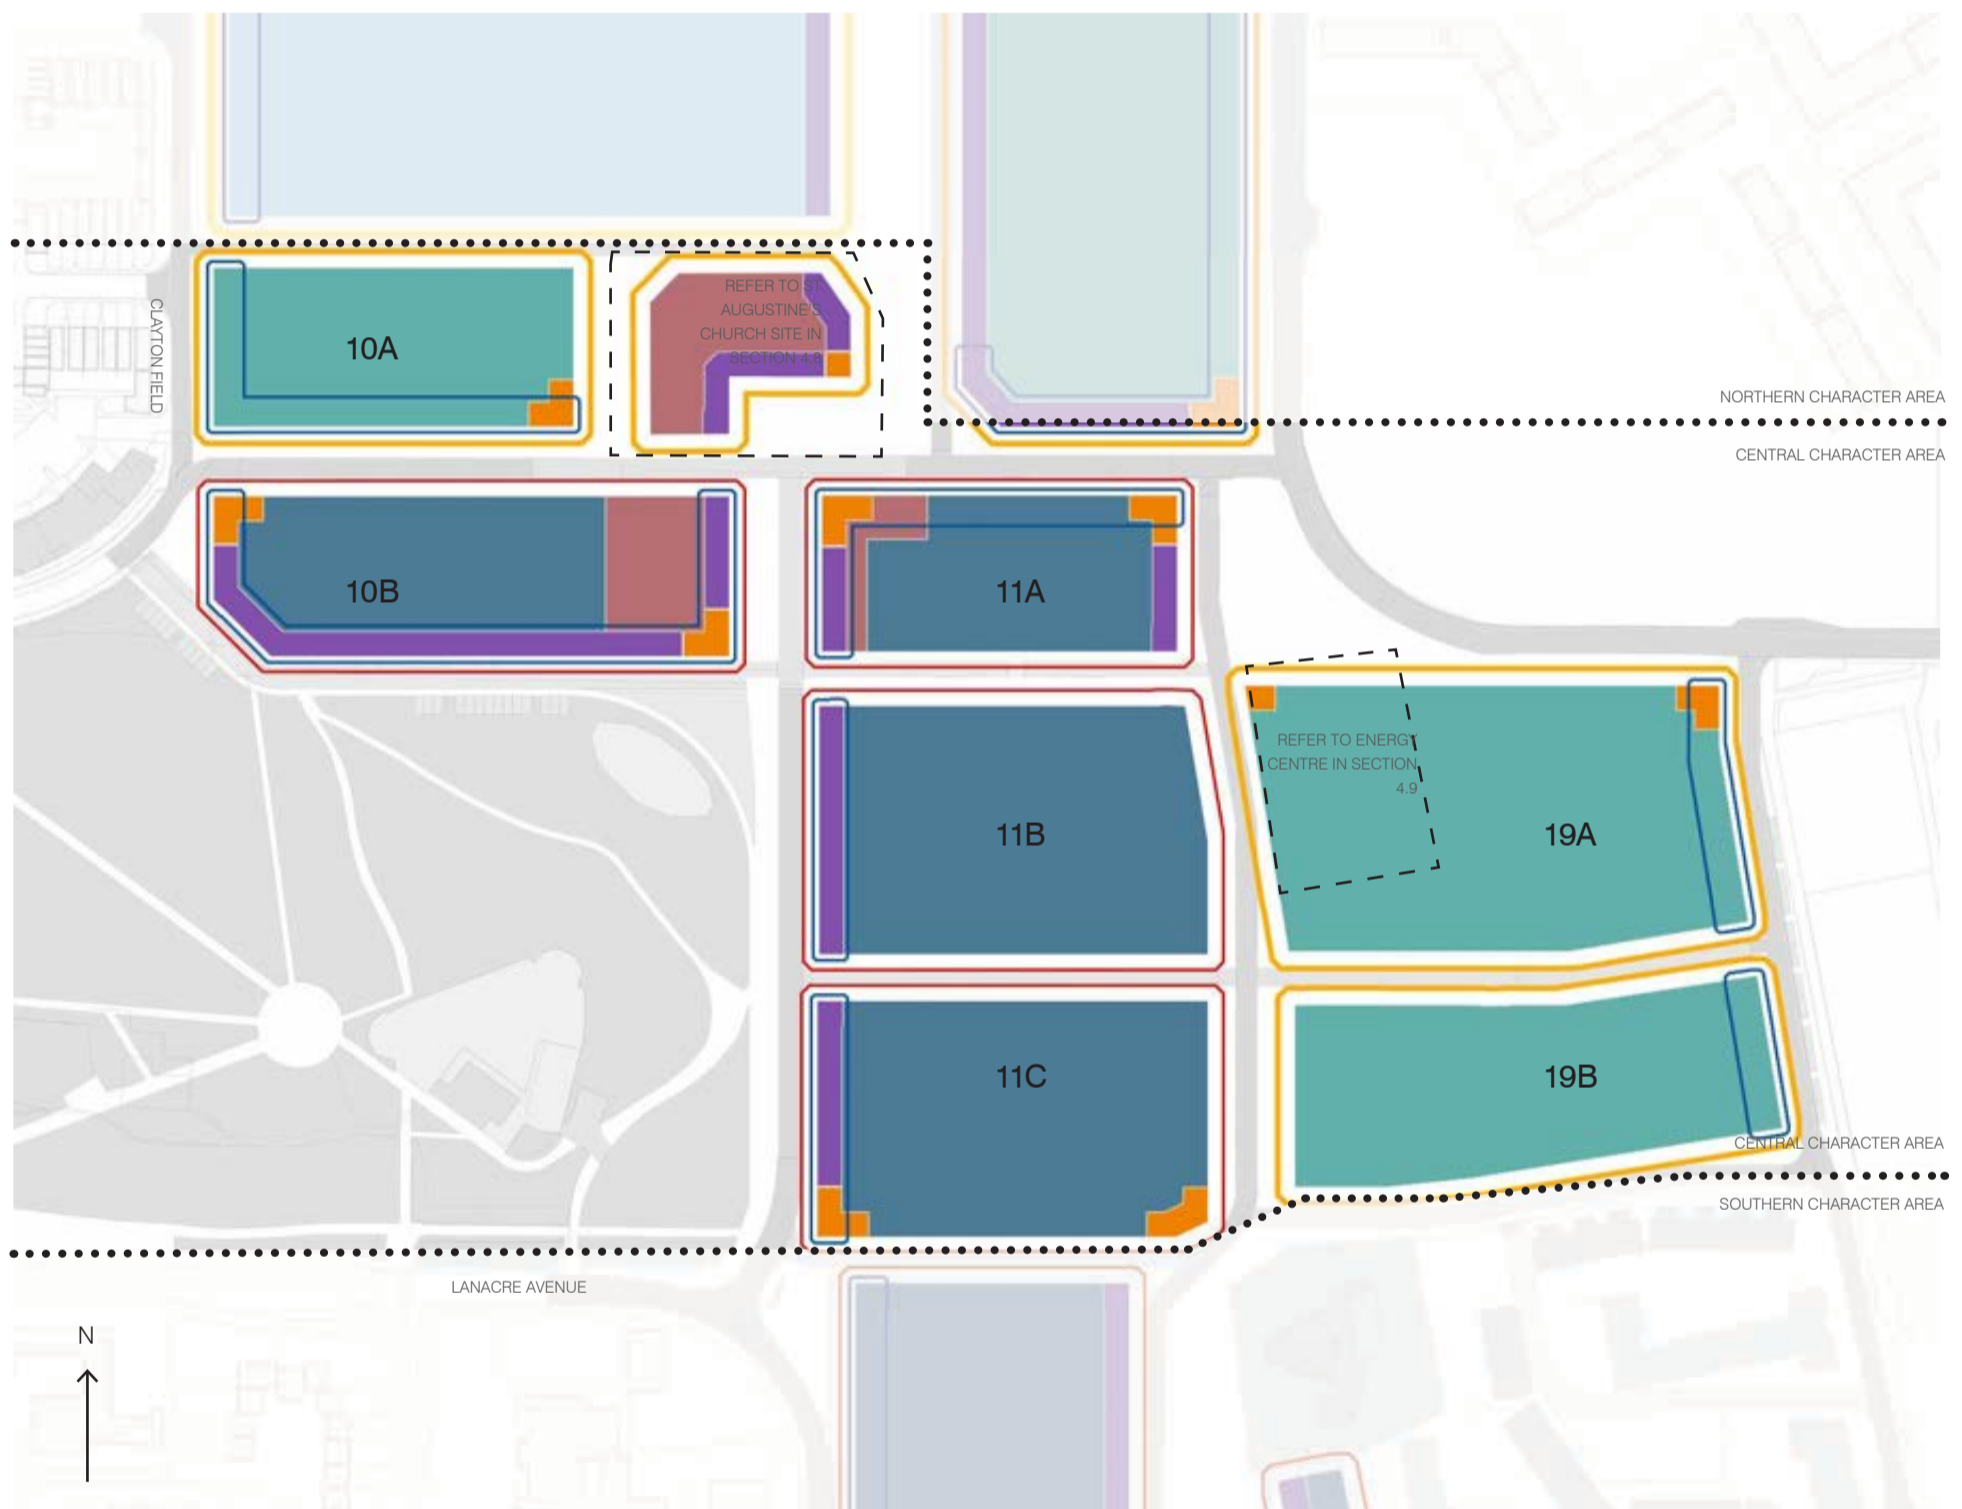 REFER TO ST
AUGUSTINE'S
CHURCH SITE IN
SECTION 4.8
10A
CLAYTON FIELD
NORTHERN CHARACTER AREA
CENTRAL CHARACTER AREA
10B
11A
REFER TO ENERGY
CENTRE IN SECTION
4.9
11B
19A
11C
19B
CENTRAL CHARACTER AREA
SOUTHERN CHARACTER AREA
LANACRE AVENUE
N